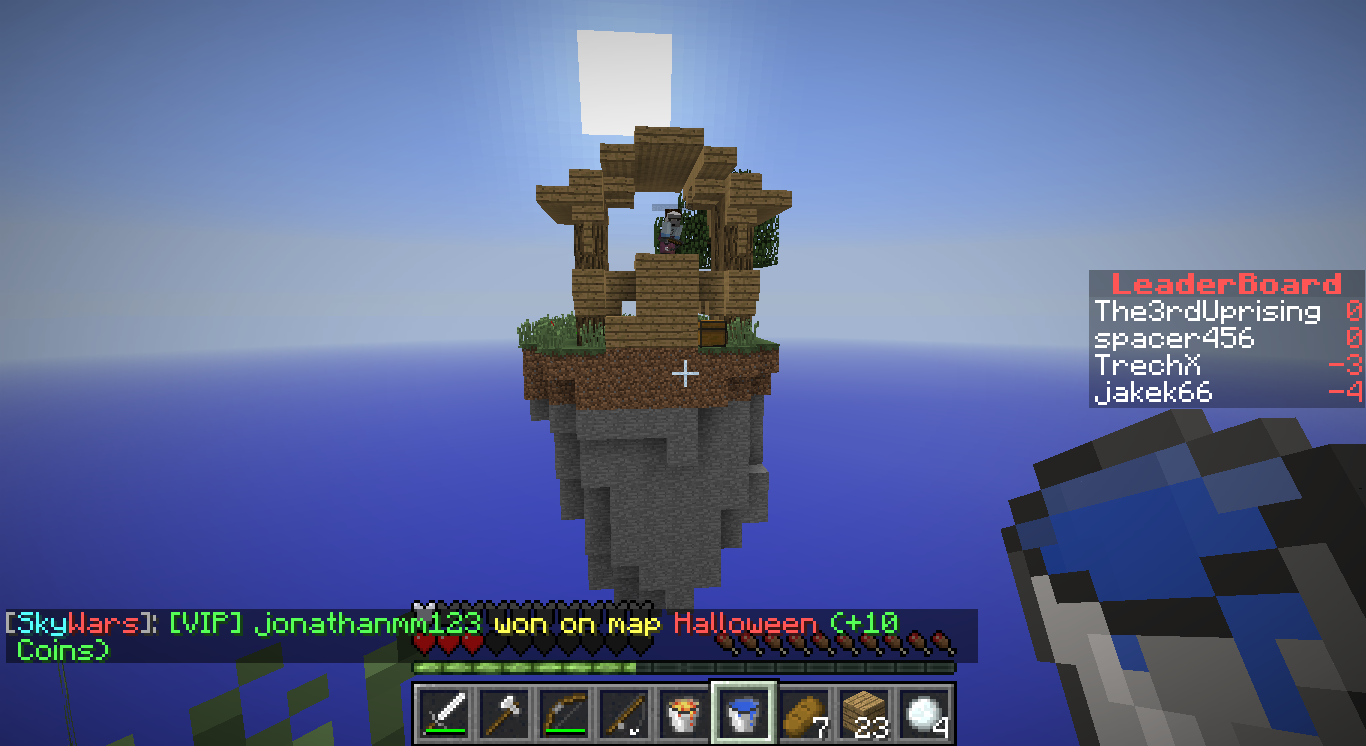 LeaderBoard
The3rdUprising 0
spacer456 0
TrechX -3
jakek66 -4
[SkyWars]: [VIP] jonathanmm123 won on map Halloween (+10
Coins)
7 23 4